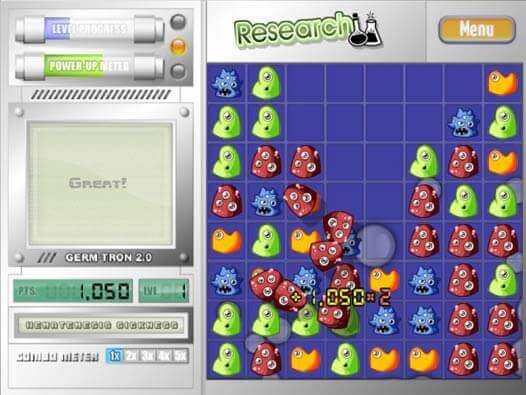 LEVEL PROGRESS
POWER-UP METER
Research
Menu
GREAT!
GERM-TRON 2.0
PTS 1,050 LVL 1
HEMATEMESIS SICKNESS
COMBO METER 1X 2X 3X 4X 5X
+1,050×2